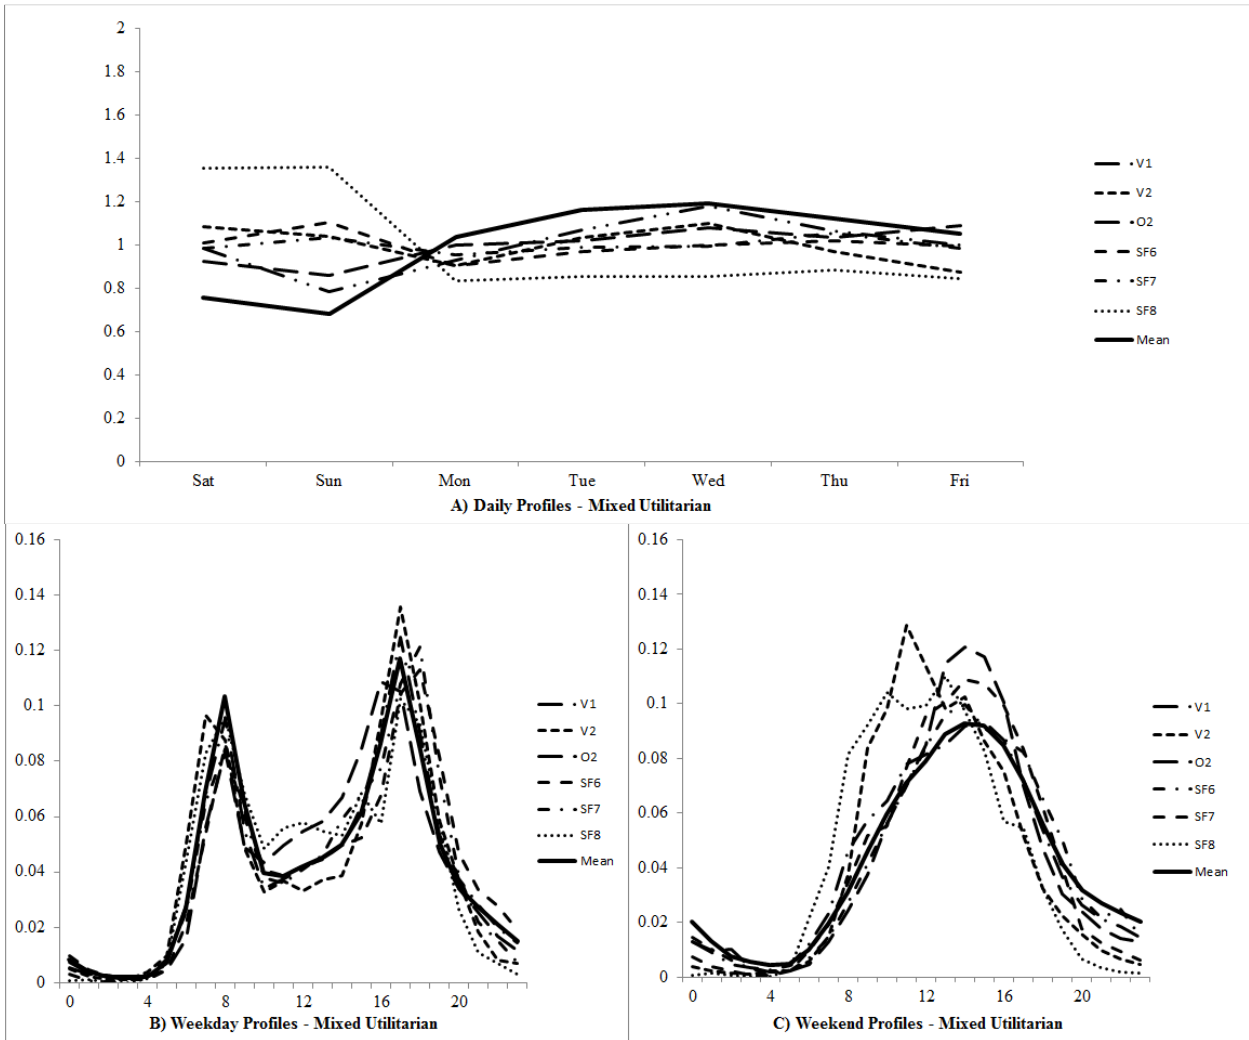 2
1.8
1.6
1.4
1.2
1
0.8
0.6
0.4
0.2
0
Sat Sun Mon Tue Wed Thu Fri
V1
V2
O2
SF6
SF7
SF8
Mean
A) Daily Profiles - Mixed Utilitarian
0.16
0.14
0.12
0.1
0.08
0.06
0.04
0.02
0
0 4 8 12 16 20
V1
V2
O2
SF6
SF7
SF8
Mean
B) Weekday Profiles - Mixed Utilitarian
0.16
0.14
0.12
0.1
0.08
0.06
0.04
0.02
0
0 4 8 12 16 20
V1
V2
O2
SF6
SF7
SF8
Mean
C) Weekend Profiles - Mixed Utilitarian